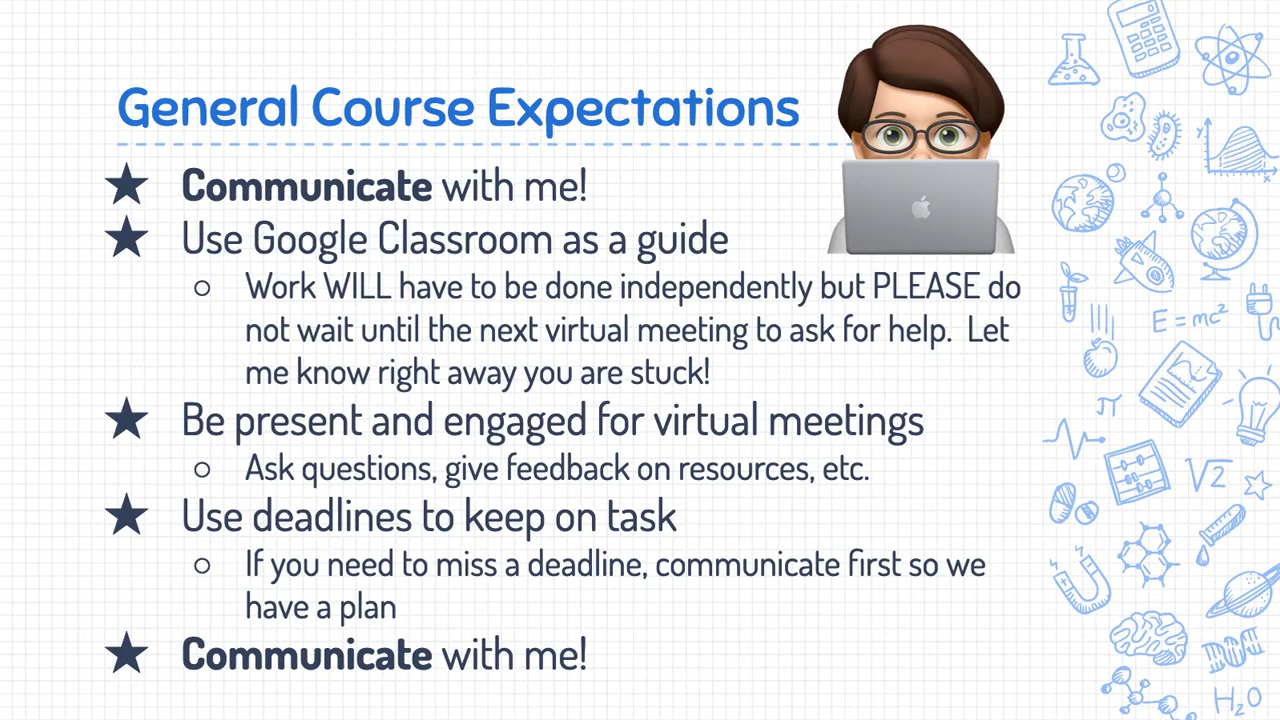 General Course Expectations
★ Communicate with me!
★ Use Google Classroom as a guide
○ Work WILL have to be done independently but PLEASE do
not wait until the next virtual meeting to ask for help.  Let
me know right away you are stuck!
★ Be present and engaged for virtual meetings
○ Ask questions, give feedback on resources, etc.
★ Use deadlines to keep on task
○ If you need to miss a deadline, communicate first so we
have a plan
★ Communicate with me!
y
x
E=mc²
π
√2
H₂O